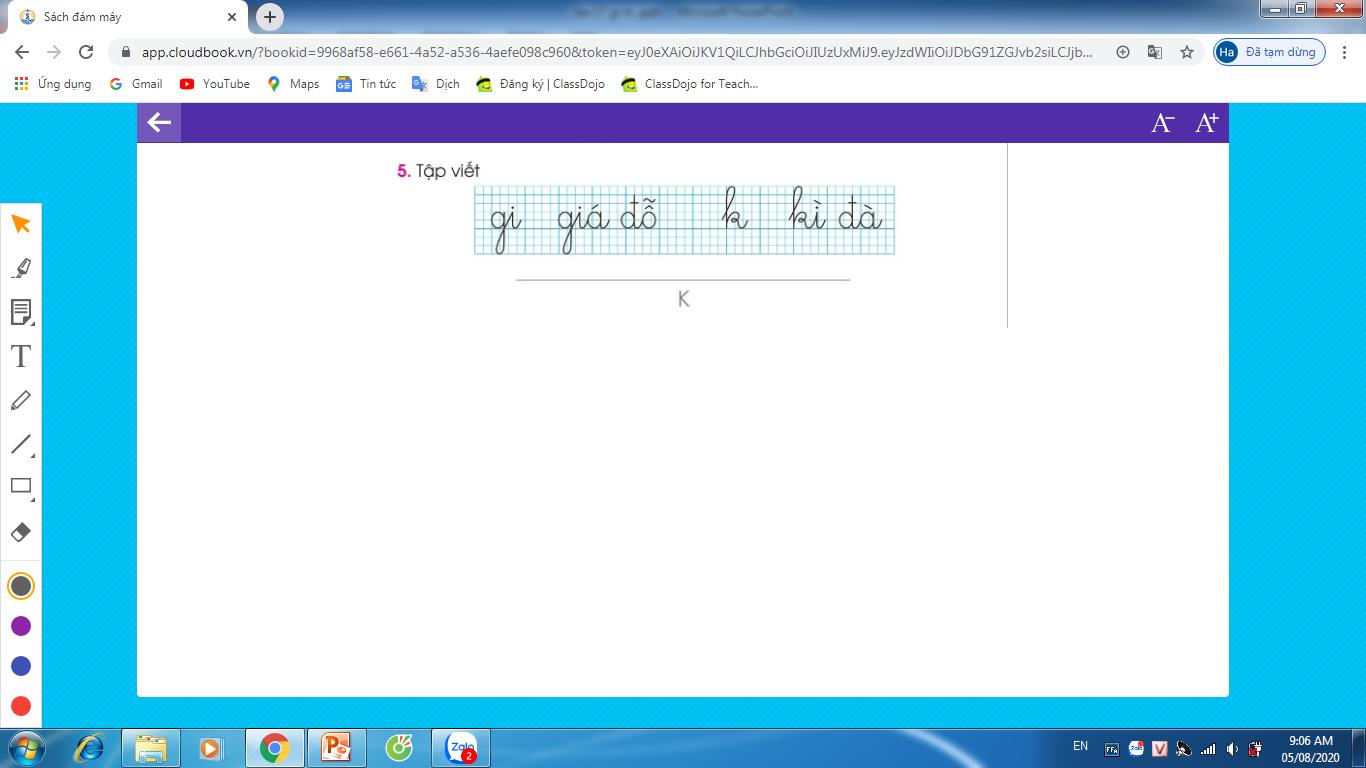 Sách đám mây
app.cloudbook.vn/?bookid=9968af58-e661-4a52-a536-4aefe098c960&token=eyJ0eXAiOiJKV1QiLCJhbGciOiJIUzUxMiJ9.eyJzdWIiOiJDbG91ZGJvb2siLCJjb...
Ha Đã tạm dừng
Ứng dụng Gmail YouTube Maps Tin tức Dịch Đăng ký | ClassDojo ClassDojo for Teach...
A- A+
5. Tập viết
gi giá đỗ k kì đà
K
T
Zalo 2
EN
9:06 AM
05/08/2020